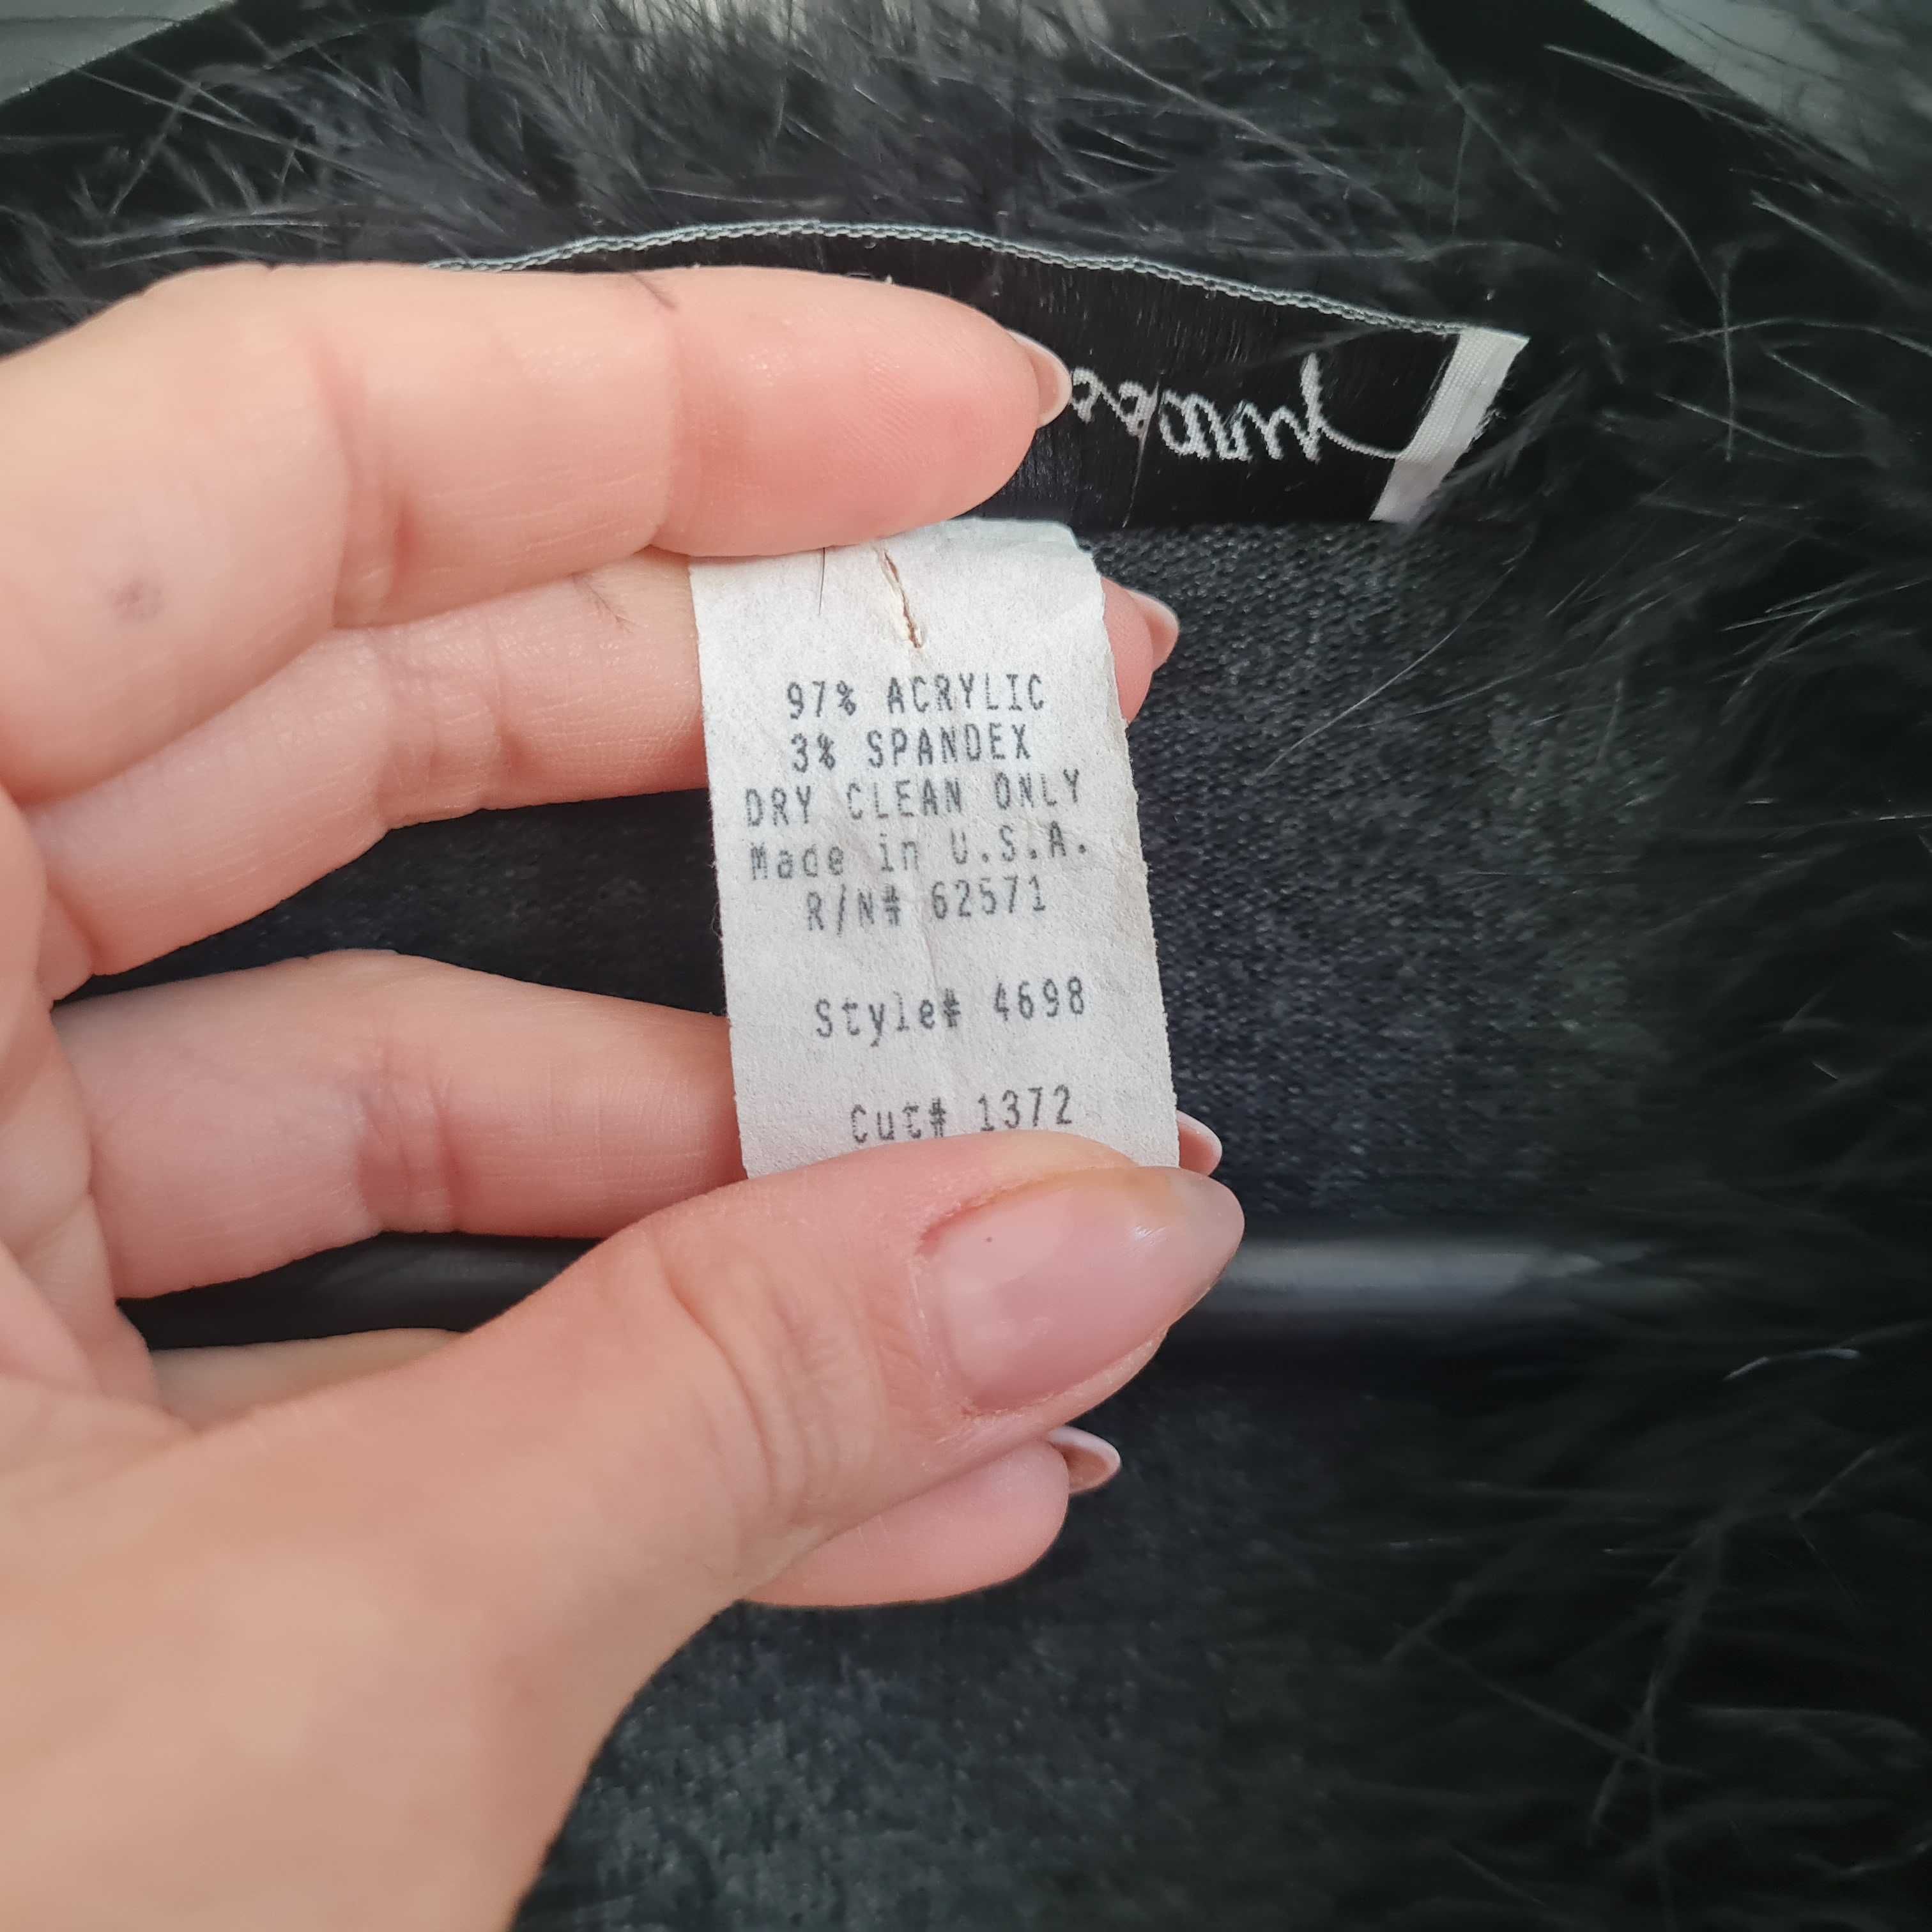 97% ACRYLIC
3% SPANDEX
DRY CLEAN ONLY
Made in U.S.A.
R/N# 62571
Style# 4698
Cut# 1372